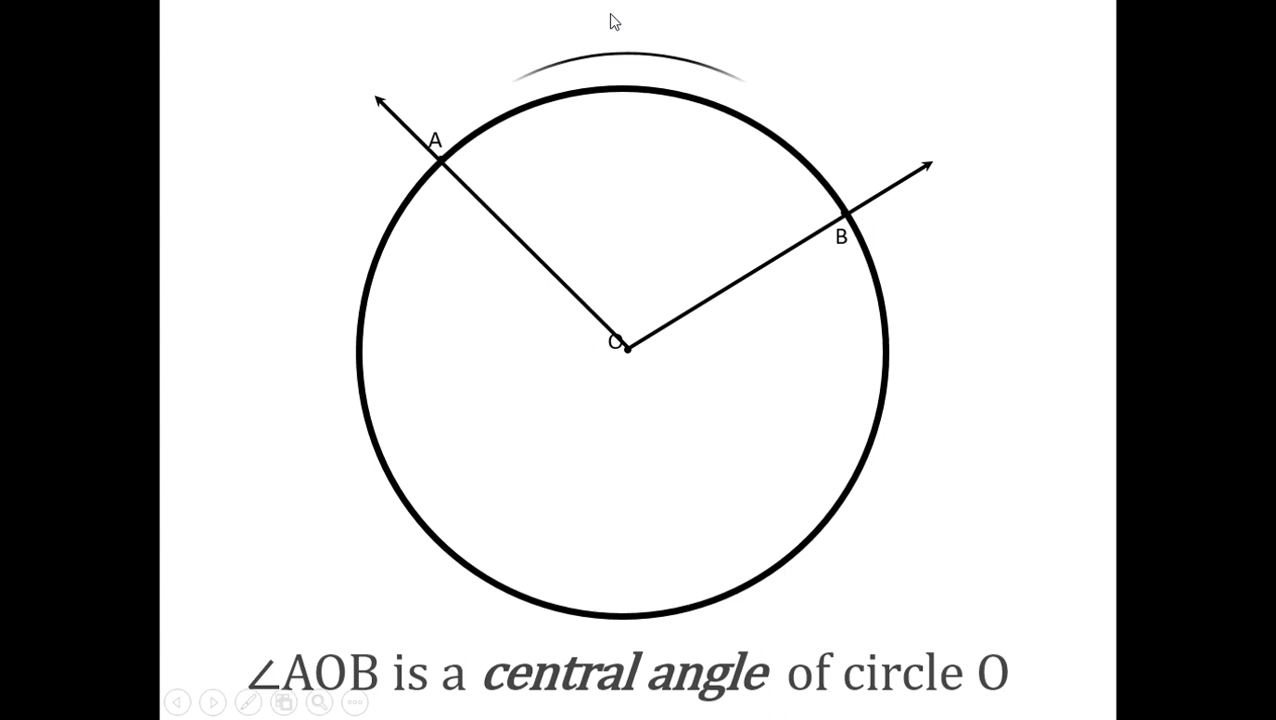 A
B
O
∠AOB is a central angle of circle O